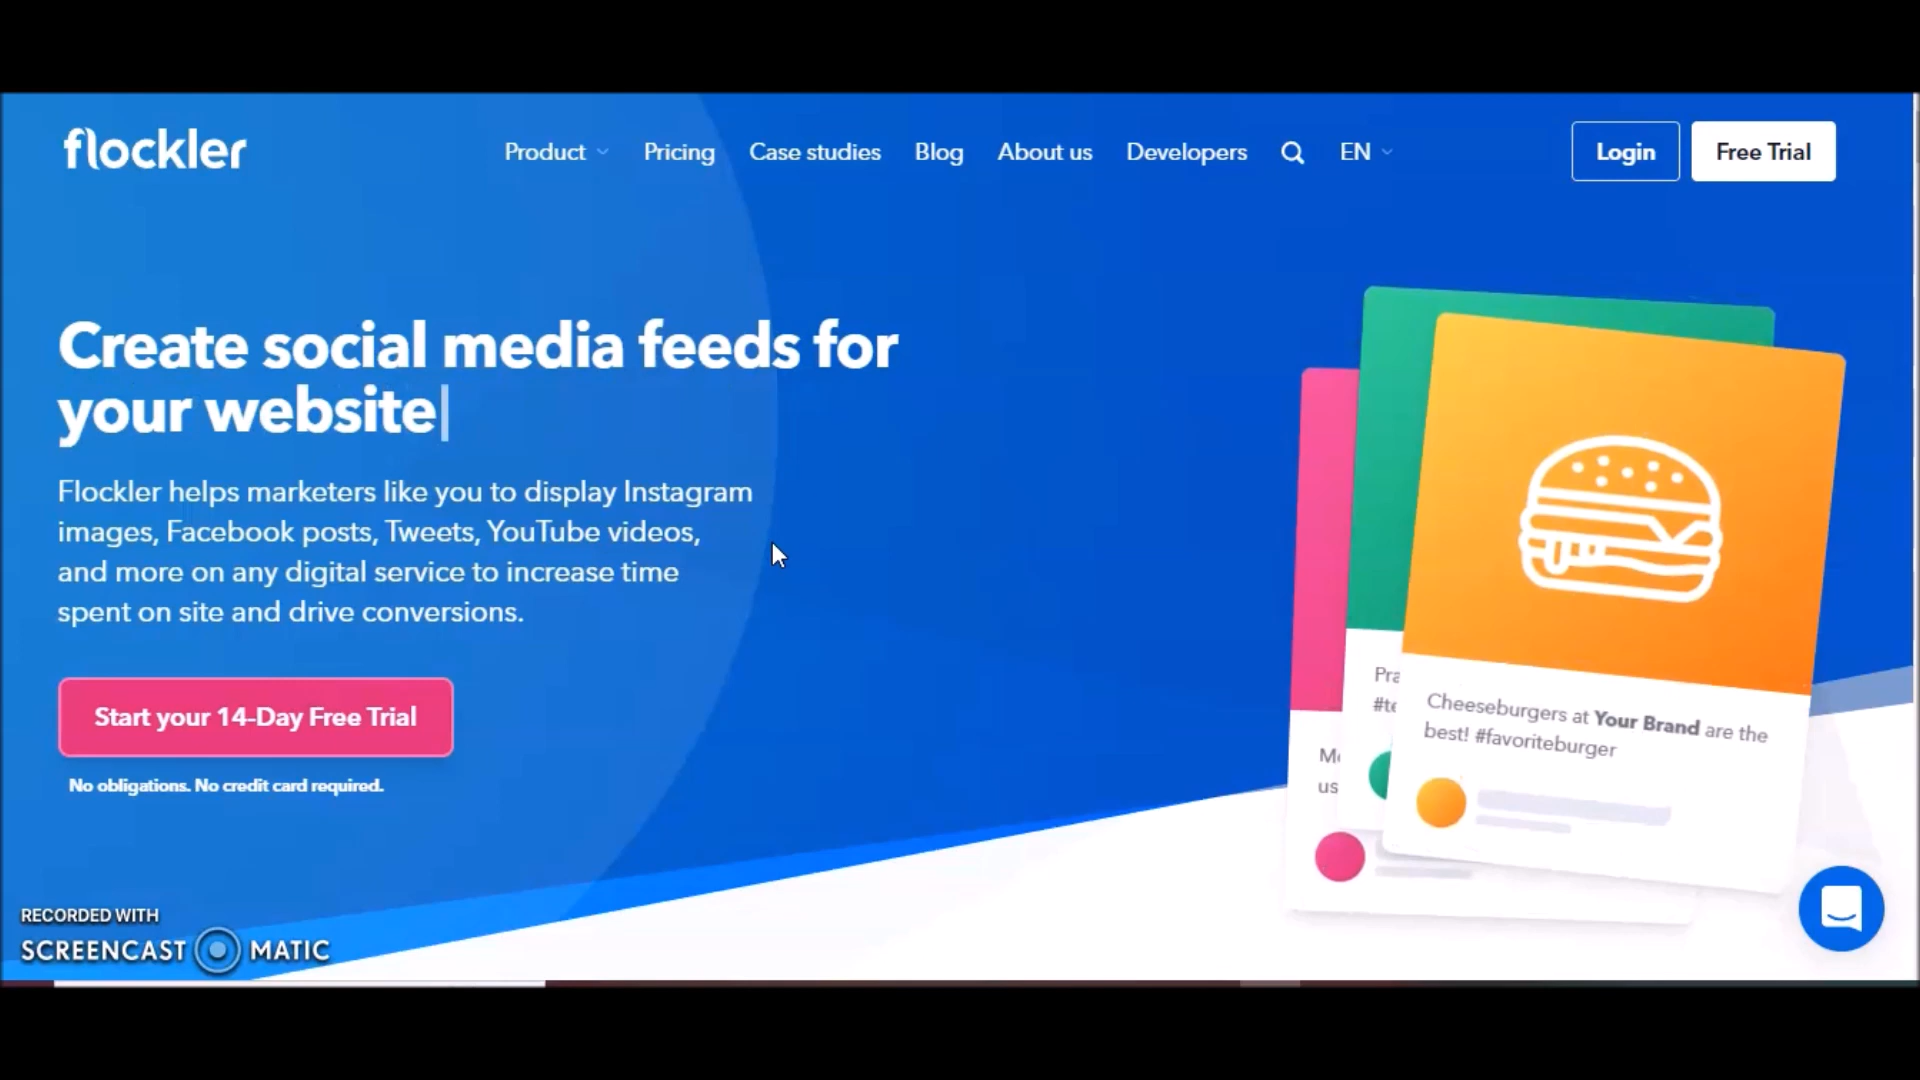 flockler
Product Pricing Case studies Blog About us Developers EN
Login Free Trial
Create social media feeds for
your website
Flockler helps marketers like you to display Instagram
images, Facebook posts, Tweets, YouTube videos,
and more on any digital service to increase time
spent on site and drive conversions.
Start your 14-Day Free Trial
No obligations. No credit card required.
Pra
#te
Cheeseburgers at Your Brand are the
best! #favoriteburger
us
RECORDED WITH
SCREENCAST MATIC